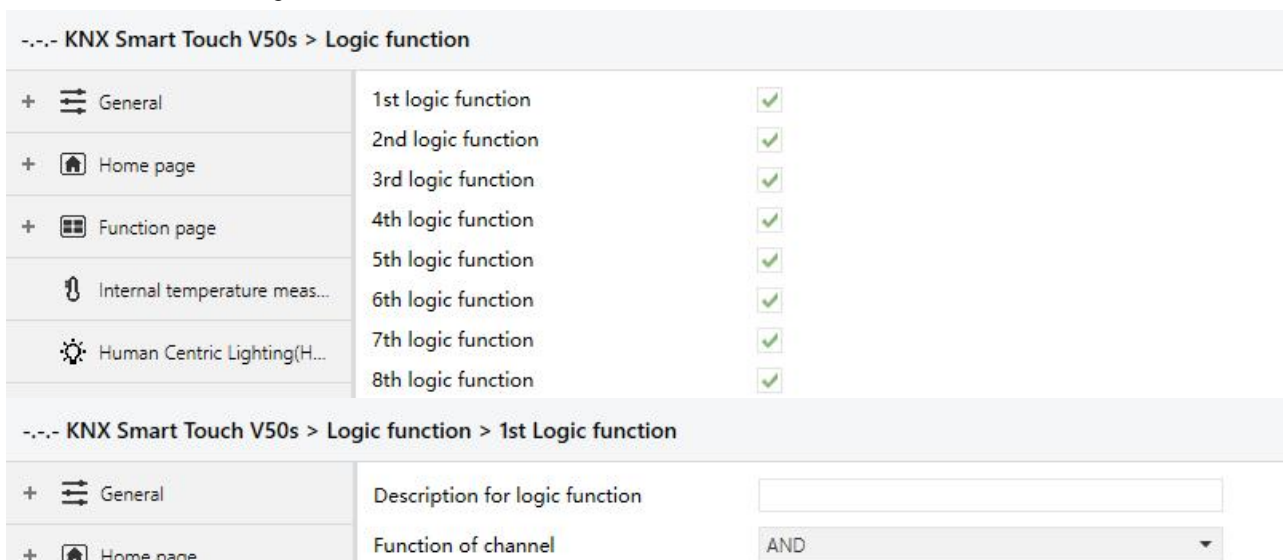 -.-.- KNX Smart Touch V50s > Logic function
General
1st logic function
2nd logic function
Home page
3rd logic function
4th logic function
Function page
5th logic function
Internal temperature meas...
6th logic function
7th logic function
Human Centric Lighting(H...
8th logic function
-.-.- KNX Smart Touch V50s > Logic function > 1st Logic function
General
Description for logic function
Home page
Function of channel AND